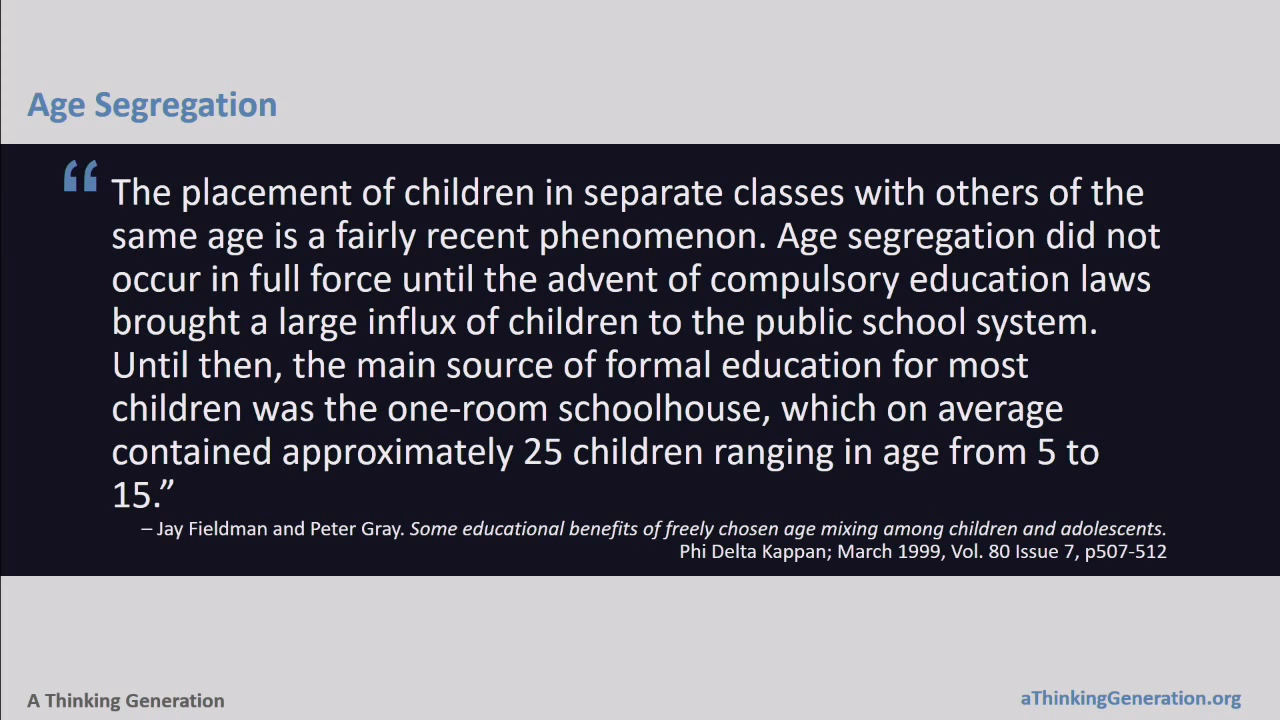 Age Segregation
“ The placement of children in separate classes with others of the
same age is a fairly recent phenomenon. Age segregation did not
occur in full force until the advent of compulsory education laws
brought a large influx of children to the public school system.
Until then, the main source of formal education for most
children was the one-room schoolhouse, which on average
contained approximately 25 children ranging in age from 5 to
15.”
– Jay Fieldman and Peter Gray. Some educational benefits of freely chosen age mixing among children and adolescents.
Phi Delta Kappan; March 1999, Vol. 80 Issue 7, p507-512
A Thinking Generation
aThinkingGeneration.org